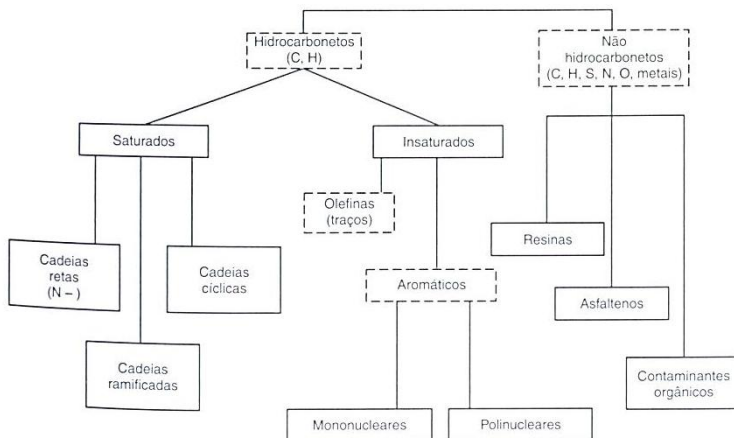 Hidrocarbonetos
(C, H)
Não
hidrocarbonetos
(C, H, S, N, O, metais)
Saturados
Insaturados
Olefinas
(traços)
Cadeias
retas
(N – )
Cadeias
cíclicas
Resinas
Aromáticos
Asfaltenos
Cadeias
ramificadas
Contaminantes
orgânicos
Mononucleares
Polinucleares